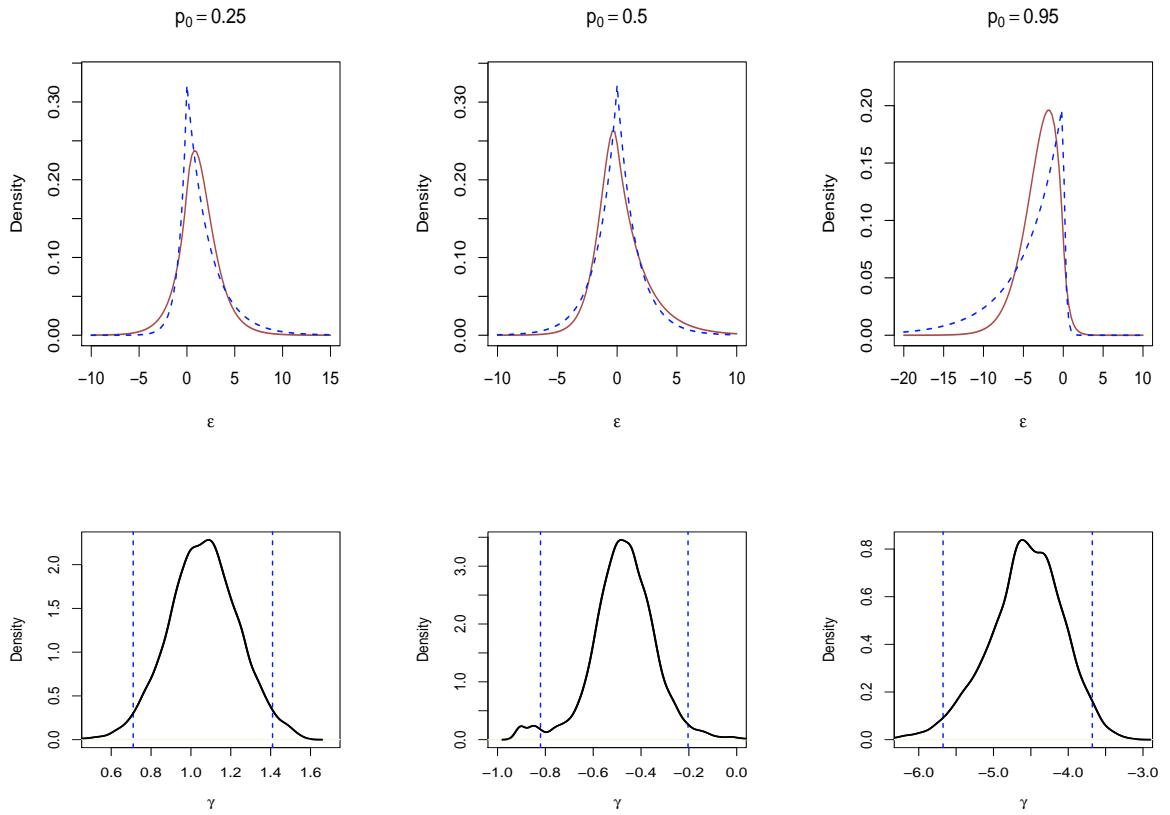 p₀ = 0.25
p₀ = 0.5
p₀ = 0.95
Density
0.00 0.10 0.20 0.30
−10 −5 0 5 10 15
ε
Density
0.00 0.10 0.20 0.30
−10 −5 0 5 10
ε
Density
0.00 0.05 0.10 0.15 0.20
−20 −15 −10 −5 0 5 10
ε
Density
0.0 0.5 1.0 1.5 2.0
0.6 0.8 1.0 1.2 1.4 1.6
γ
Density
0.0 1.0 2.0 3.0
−1.0 −0.8 −0.6 −0.4 −0.2 0.0
γ
Density
0.0 0.2 0.4 0.6 0.8
−6.0 −5.0 −4.0 −3.0
γ